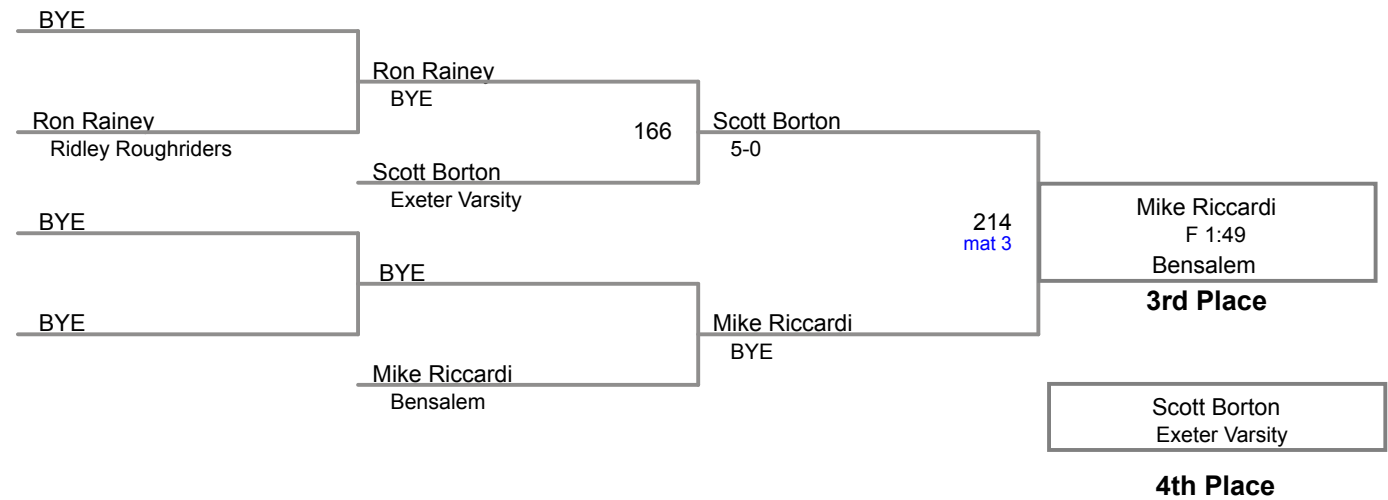 BYE
Ron Rainey
BYE
Ron Rainey
Ridley Roughriders
166
Scott Borton
5-0
Scott Borton
Exeter Varsity
BYE
214
mat 3
Mike Riccardi
F 1:49
Bensalem
3rd Place
BYE
BYE
Mike Riccardi
BYE
Mike Riccardi
Bensalem
Scott Borton
Exeter Varsity
4th Place